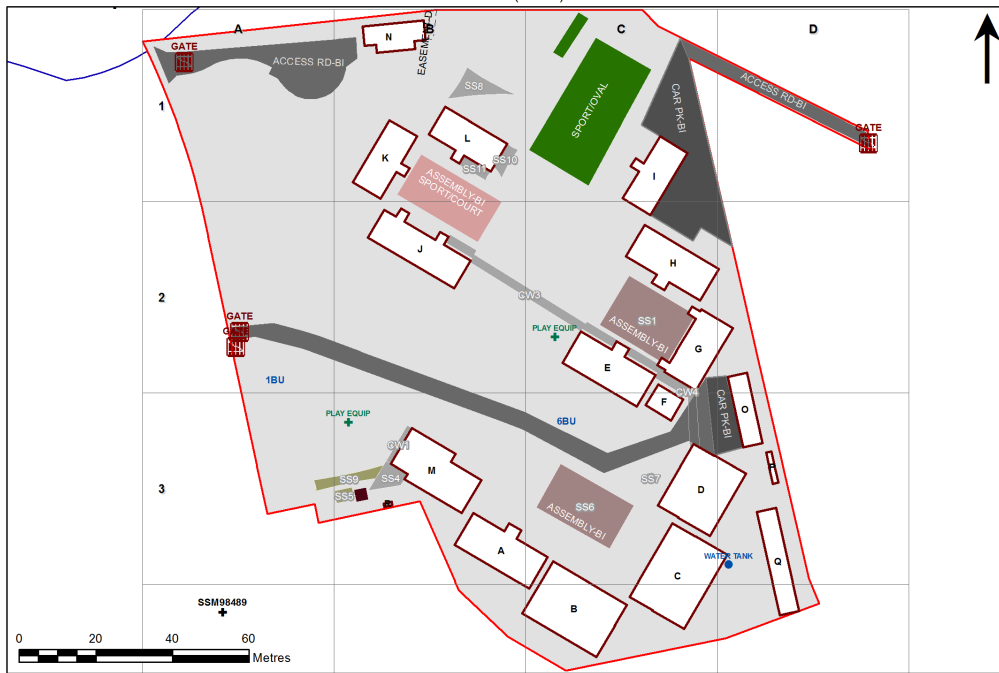 A
B
C
D
GATE
N
EASEMENT-D
ACCESS RD-BI
SS8
SPORT/OVAL
CAR PK-BI
ACCESS RD-BI
GATE
1
L
K
SS11
SS10
ASSEMBLY-BI
SPORT/COURT
I
J
H
2
CW3
GATE
PLAY EQUIP
SS1
ASSEMBLY-BI
G
E
1BU
CW4
F
CAR PK-BI
O
PLAY EQUIP
6BU
CW1
M
SS9
SS4
SS5
3
SS7
D
P
SS6
ASSEMBLY-BI
A
WATER TANK
C
Q
B
SSM98489
0
20
40
60
Metres